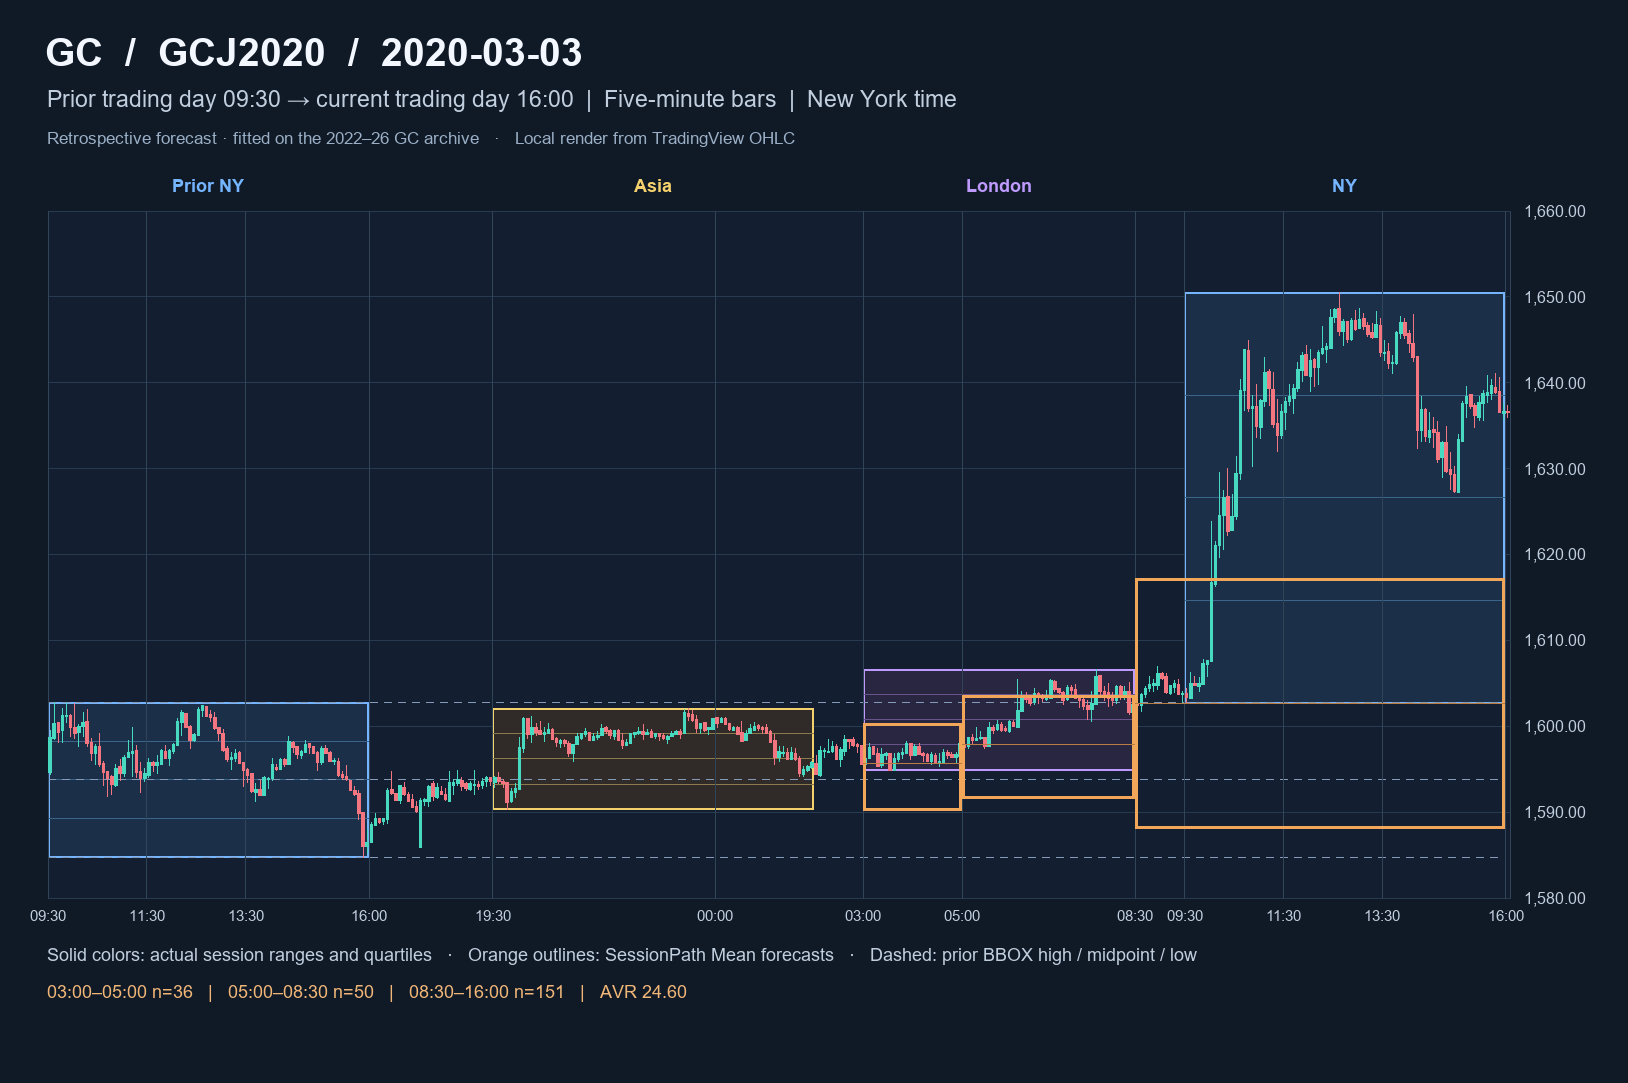 GC / GCJ2020 / 2020-03-03
Prior trading day 09:30 → current trading day 16:00 | Five-minute bars | New York time
Retrospective forecast · fitted on the 2022–26 GC archive · Local render from TradingView OHLC
Prior NY Asia London NY
1,660.00
1,650.00
1,640.00
1,630.00
1,620.00
1,610.00
1,600.00
1,590.00
1,580.00
09:30 11:30 13:30 16:00 19:30 00:00 03:00 05:00 08:30 09:30 11:30 13:30 16:00
Solid colors: actual session ranges and quartiles · Orange outlines: SessionPath Mean forecasts · Dashed: prior BBOX high / midpoint / low
03:00–05:00 n=36 | 05:00–08:30 n=50 | 08:30–16:00 n=151 | AVR 24.60